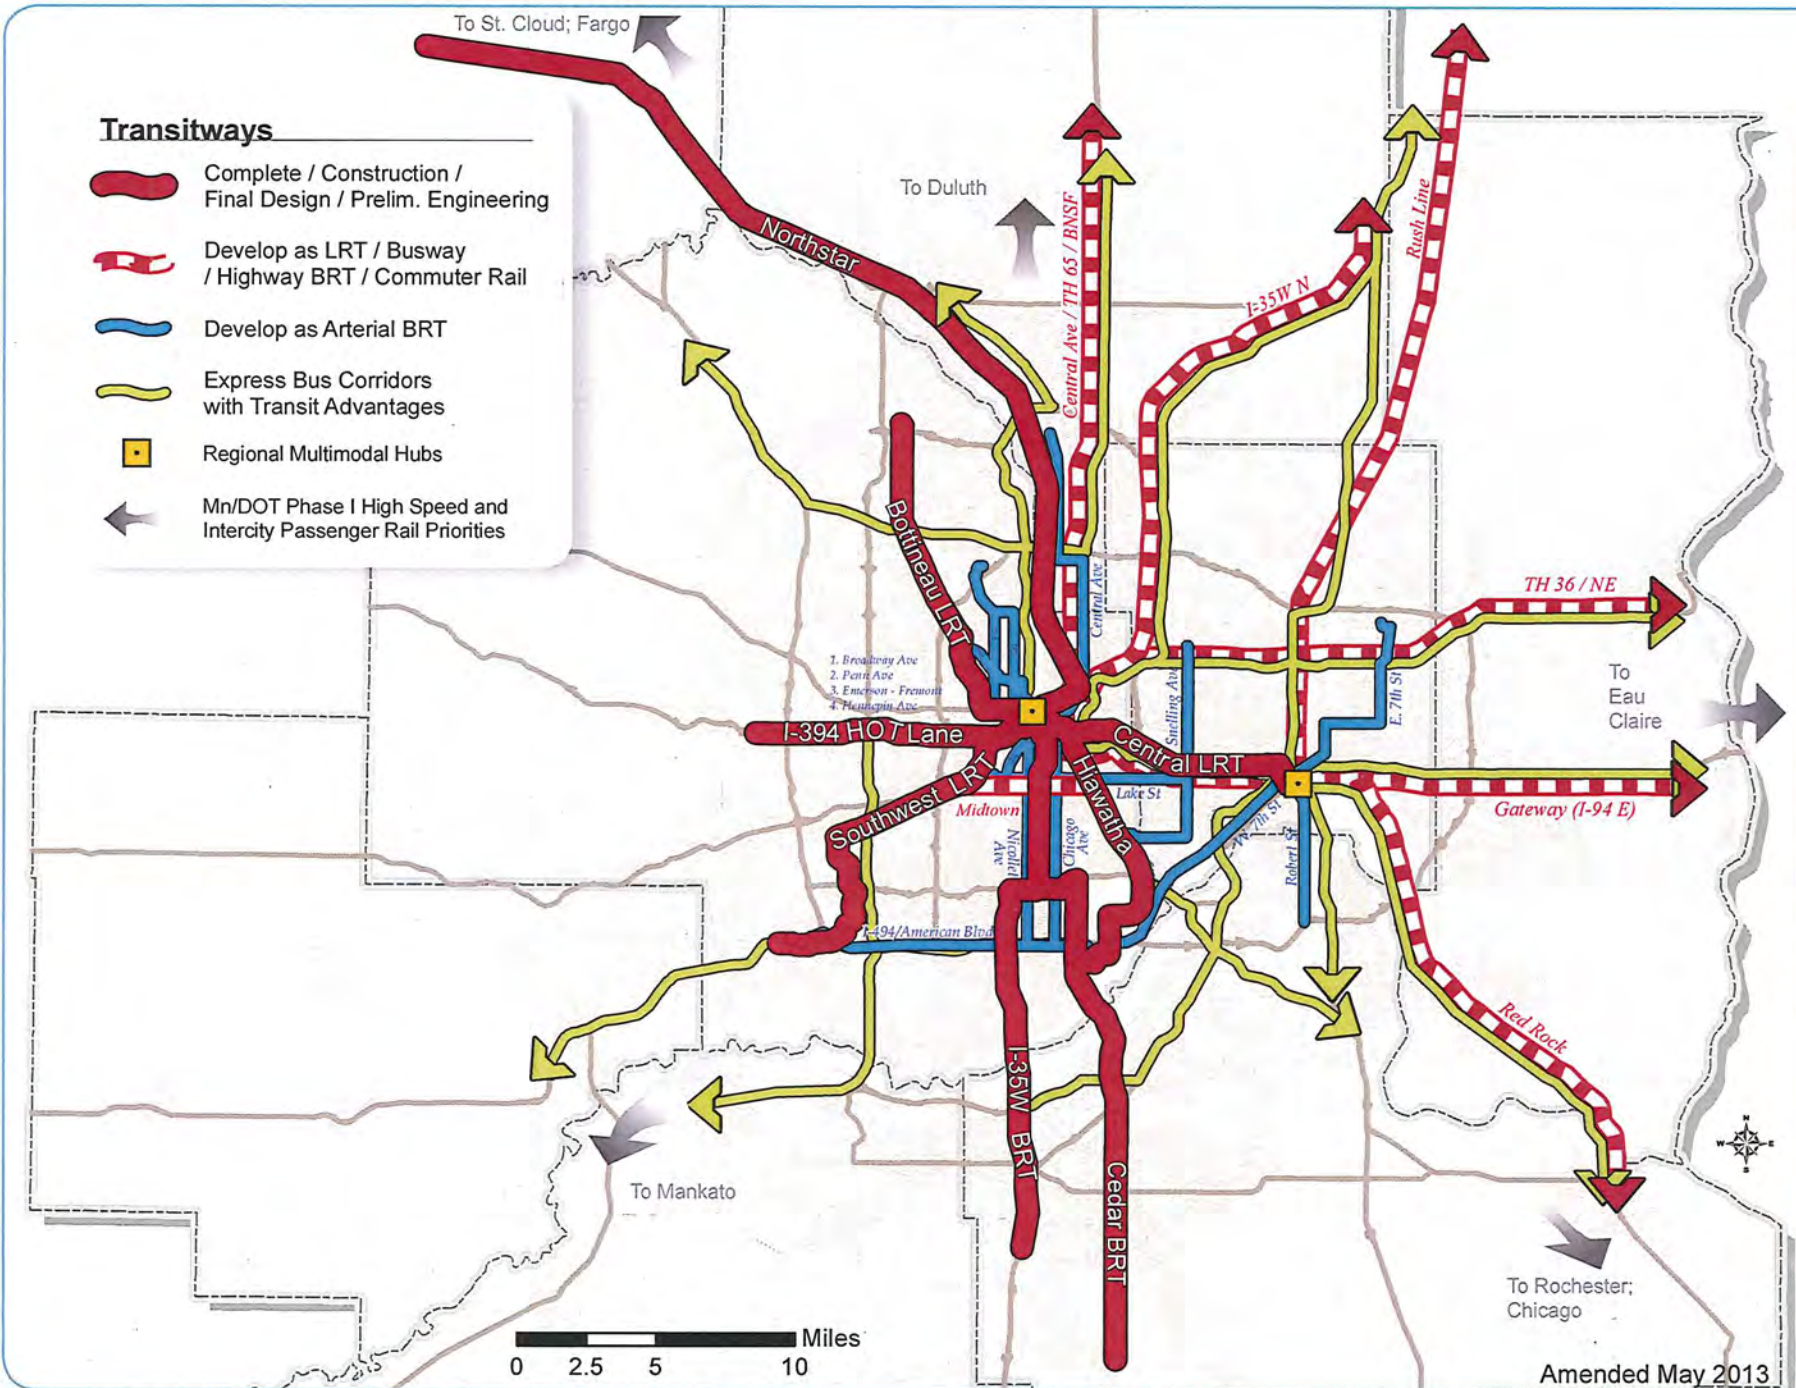 To St. Cloud; Fargo
Transitways
Complete / Construction /
Final Design / Prelim. Engineering
Develop as LRT / Busway
/ Highway BRT / Commuter Rail
Develop as Arterial BRT
Express Bus Corridors
with Transit Advantages
Regional Multimodal Hubs
Mn/DOT Phase I High Speed and
Intercity Passenger Rail Priorities
To Duluth
Northstar
Central Ave / TH 65 / BNSF
I-35W N
Rush Line
Bottineau LRT
Central Ave
TH 36 / NE
1. Broadway Ave
2. Penn Ave
3. Emerson - Fremont
4. Hennepin Ave
Snelling Ave
E. 7th St
To
Eau
Claire
I-394 HOT Lane
Central LRT
Southwest LRT
Hiawatha
Midtown
Lake St
Gateway (I-94 E)
Nicollet
Ave
Chicago
Ave
W. 7th St
Robert St
I-494/American Blvd
Red Rock
I-35W BRT
Cedar BRT
N
W
E
S
To Mankato
To Rochester;
Chicago
Miles
0
2.5
5
10
Amended May 2013